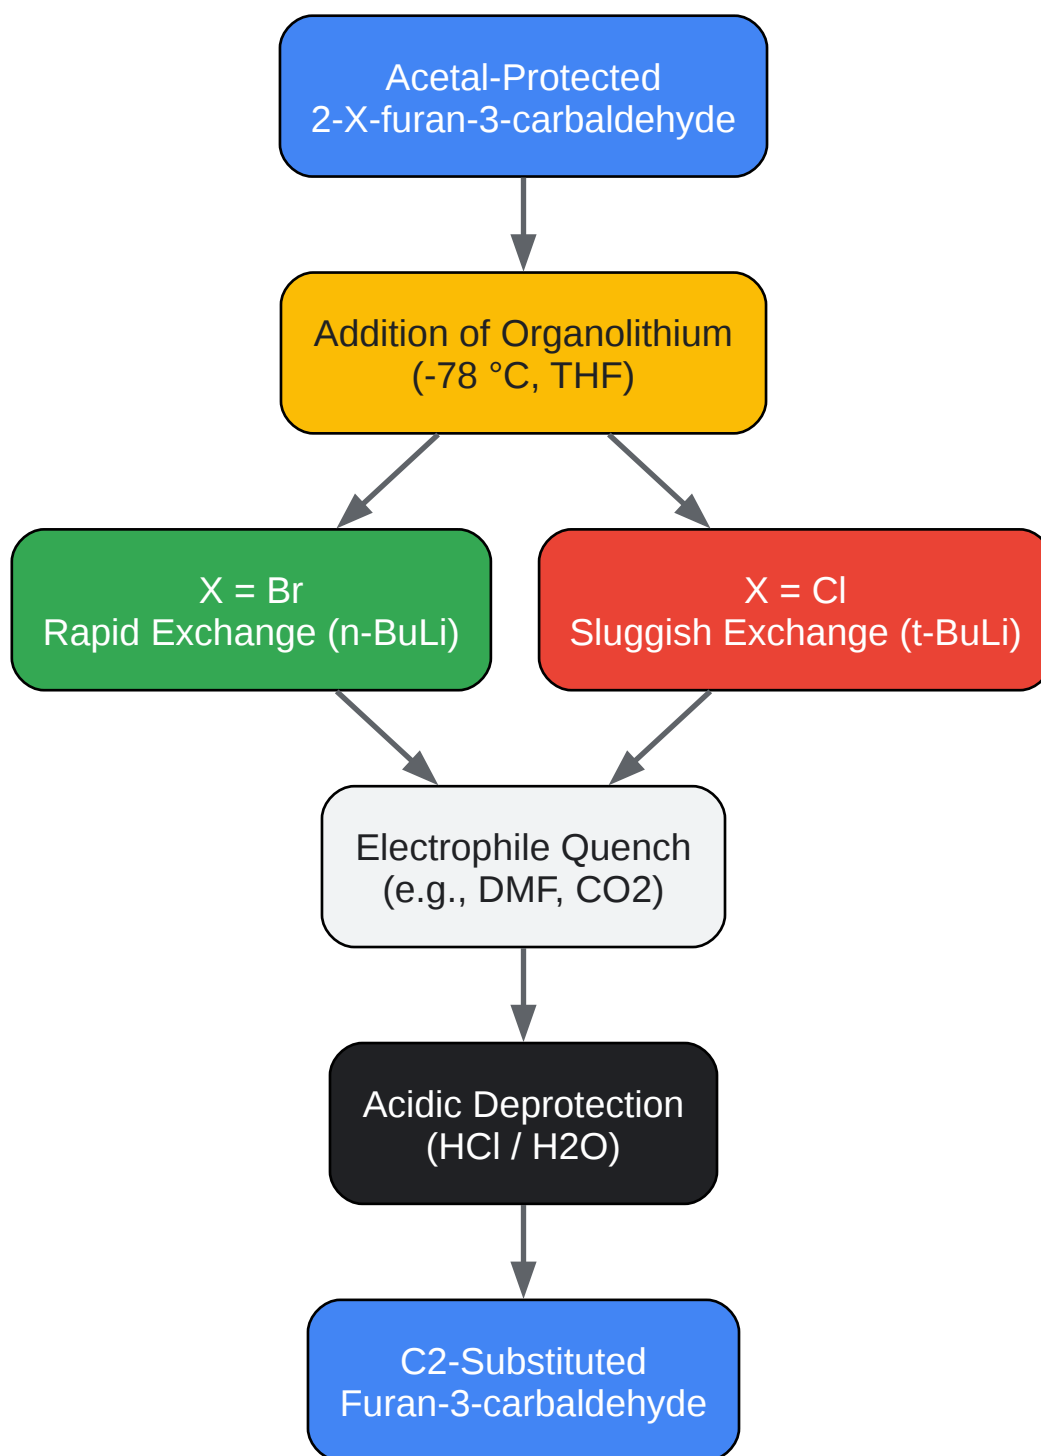 Acetal-Protected
2-X-furan-3-carbaldehyde
Addition of Organolithium
(-78 °C, THF)
X = Br
Rapid Exchange (n-BuLi)
X = Cl
Sluggish Exchange (t-BuLi)
Electrophile Quench
(e.g., DMF, CO2)
Acidic Deprotection
(HCl / H2O)
C2-Substituted
Furan-3-carbaldehyde